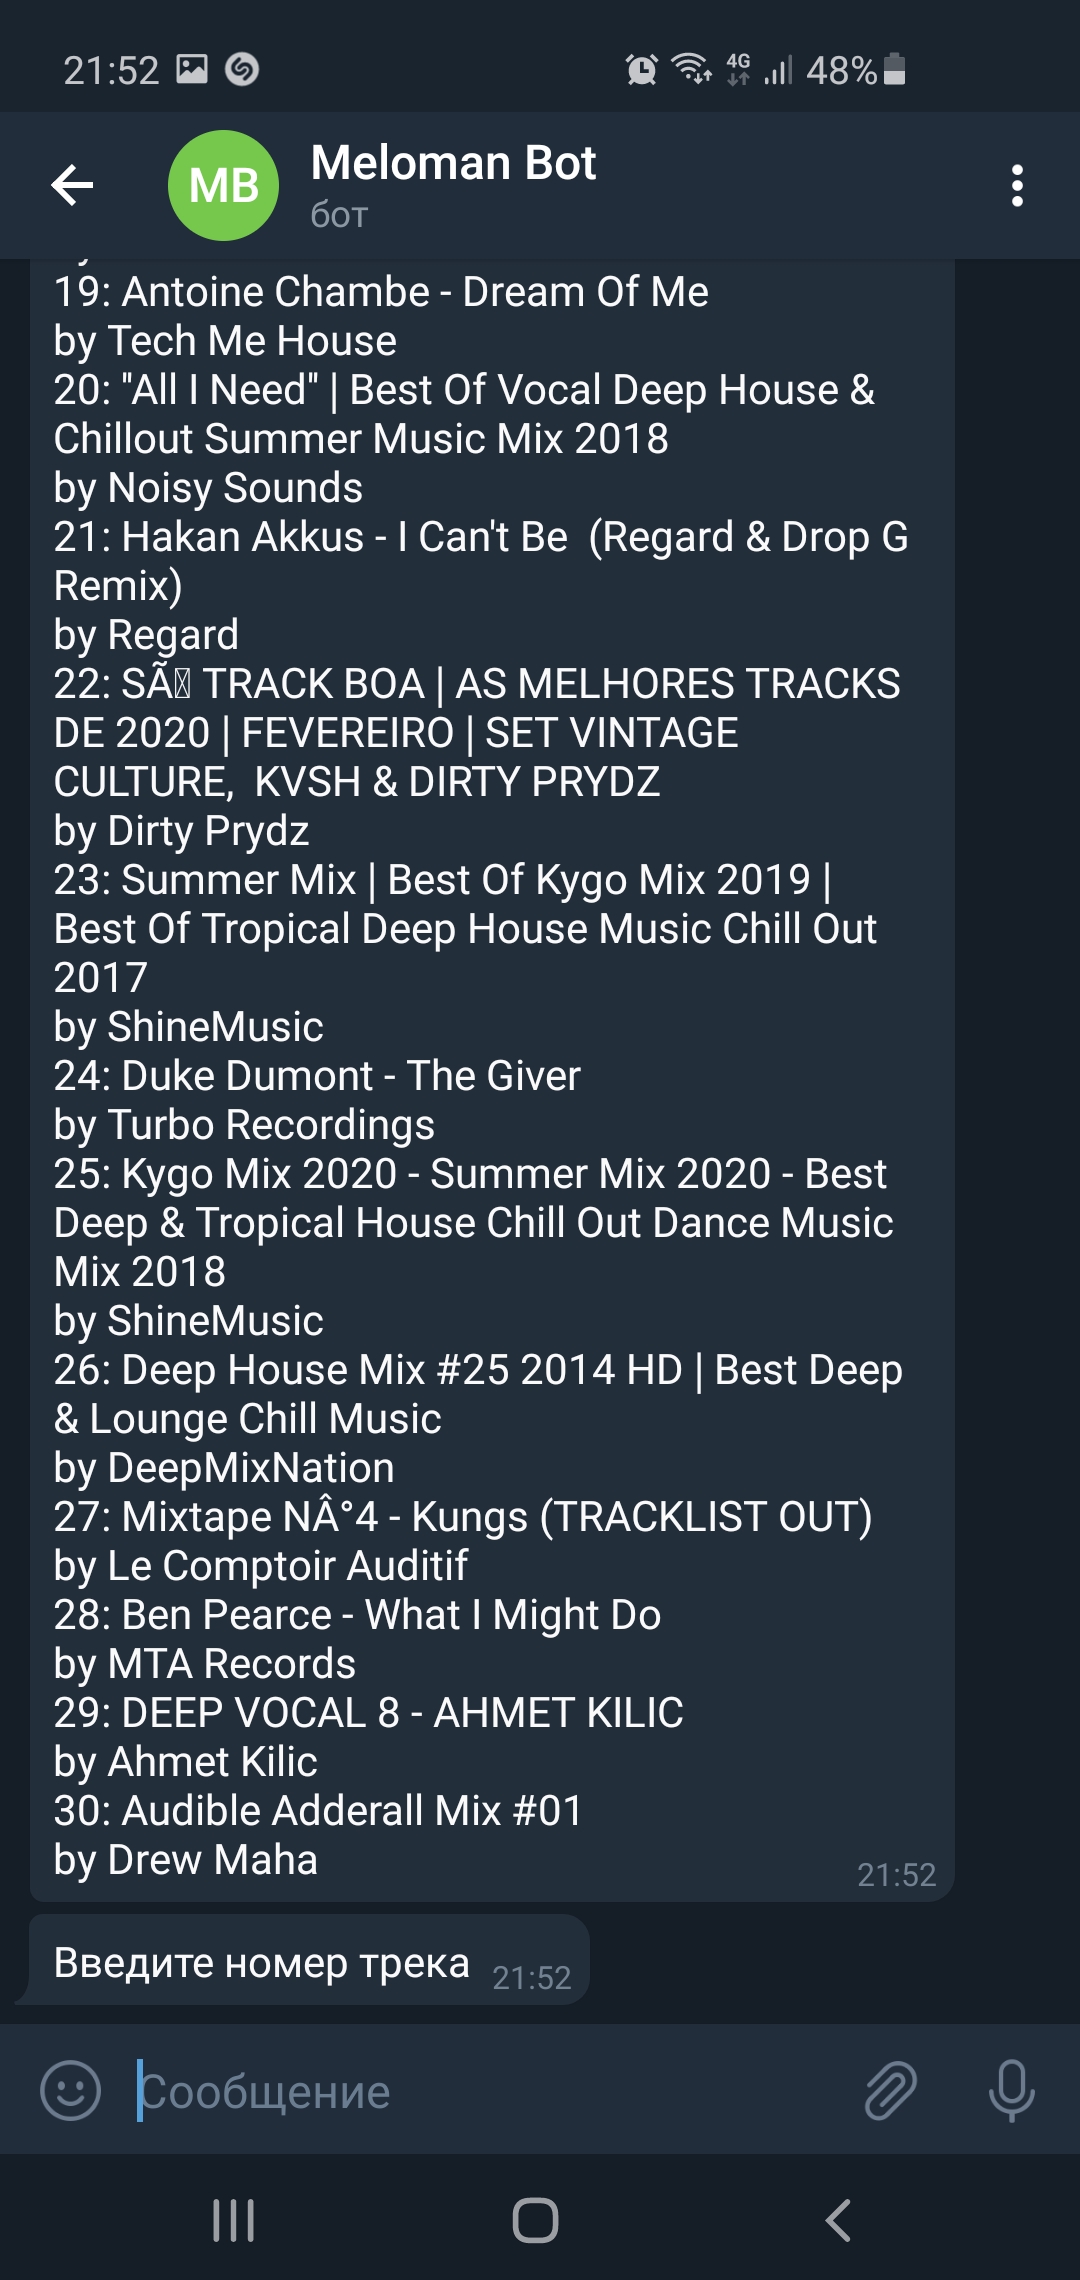 21:52
4G
48%
MB
Meloman Bot
бот
19: Antoine Chambe - Dream Of Me
by Tech Me House
20: "All I Need" | Best Of Vocal Deep House &
Chillout Summer Music Mix 2018
by Noisy Sounds
21: Hakan Akkus - I Can't Be  (Regard & Drop G
Remix)
by Regard
22: SÃ TRACK BOA | AS MELHORES TRACKS
DE 2020 | FEVEREIRO | SET VINTAGE
CULTURE,  KVSH & DIRTY PRYDZ
by Dirty Prydz
23: Summer Mix | Best Of Kygo Mix 2019 |
Best Of Tropical Deep House Music Chill Out
2017
by ShineMusic
24: Duke Dumont - The Giver
by Turbo Recordings
25: Kygo Mix 2020 - Summer Mix 2020 - Best
Deep & Tropical House Chill Out Dance Music
Mix 2018
by ShineMusic
26: Deep House Mix #25 2014 HD | Best Deep
& Lounge Chill Music
by DeepMixNation
27: Mixtape NÂ°4 - Kungs (TRACKLIST OUT)
by Le Comptoir Auditif
28: Ben Pearce - What I Might Do
by MTA Records
29: DEEP VOCAL 8 - AHMET KILIC
by Ahmet Kilic
30: Audible Adderall Mix #01
by Drew Maha
21:52
Введите номер трека 21:52
Сообщение